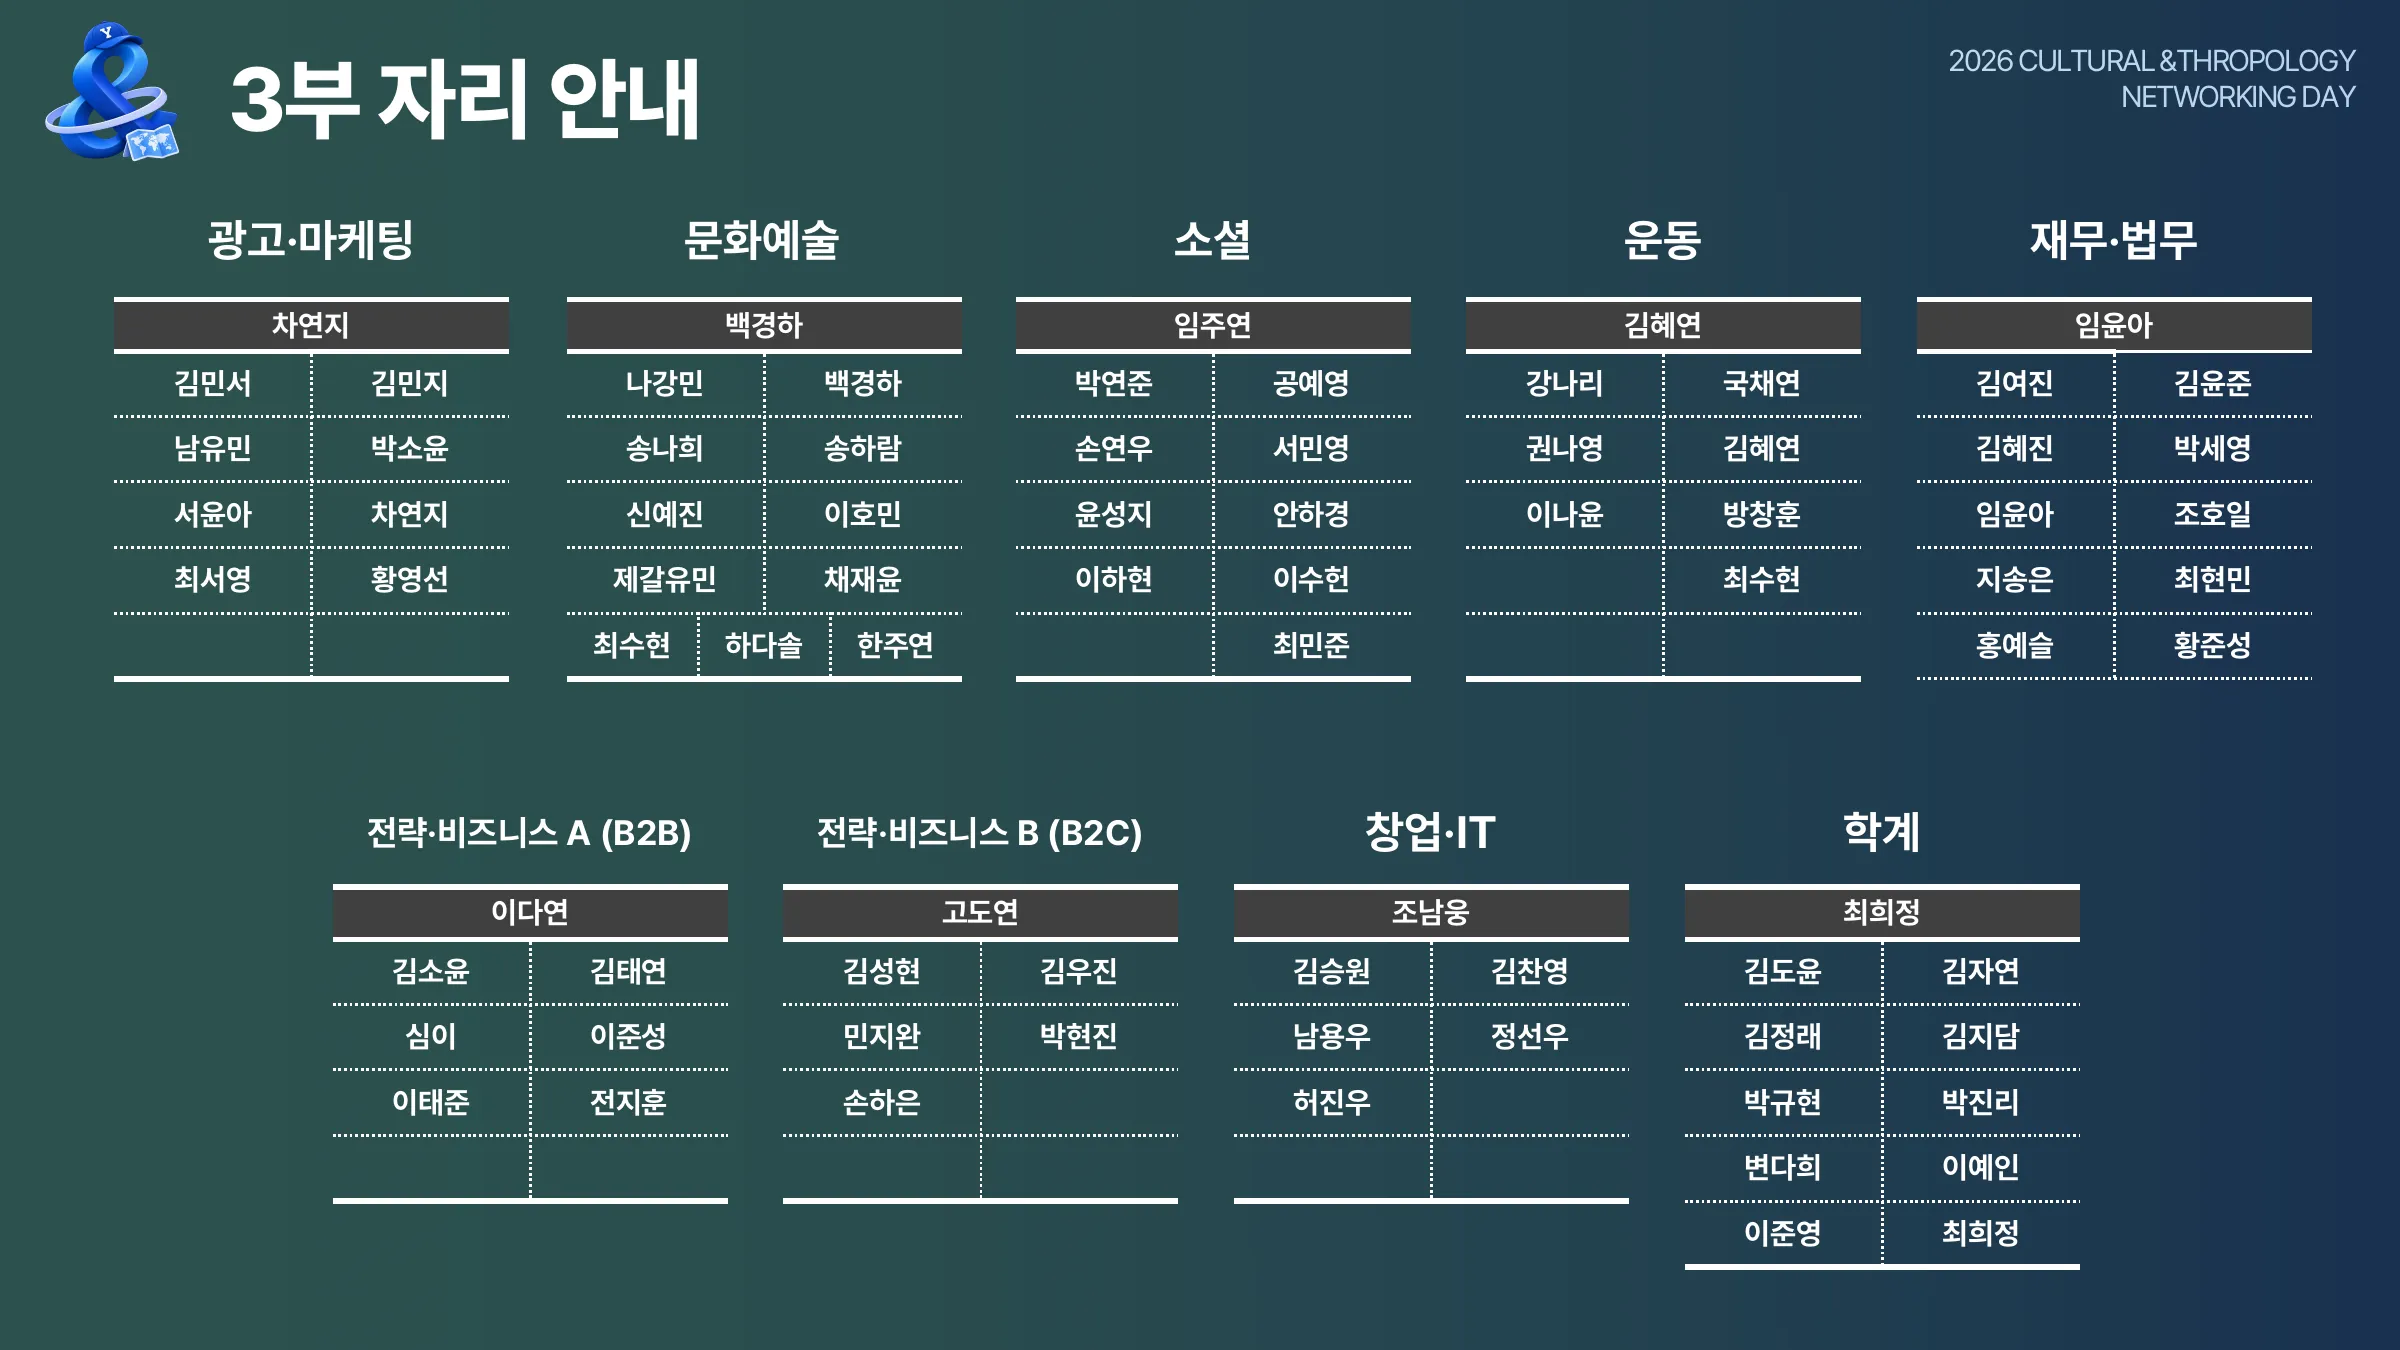 Y
3부 자리 안내
2026 CULTURAL &THROPOLOGY
NETWORKING DAY
광고·마케팅
차연지
김민서 김민지
남유민 박소윤
서윤아 차연지
최서영 황영선
문화예술
백경하
나강민 백경하
송나희 송하람
신예진 이호민
제갈유민 채재윤
최수현 하다솔 한주연
소셜
임주연
박연준 공예영
손연우 서민영
윤성지 안하경
이하현 이수헌
최민준
운동
김혜연
강나리 국채연
권나영 김혜연
이나윤 방창훈
최수현
재무·법무
임윤아
김여진 김윤준
김혜진 박세영
임윤아 조호일
지송은 최현민
홍예슬 황준성
전략·비즈니스 A (B2B)
이다연
김소윤 김태연
심이 이준성
이태준 전지훈
전략·비즈니스 B (B2C)
고도연
김성현 김우진
민지완 박현진
손하은
창업·IT
조남웅
김승원 김찬영
남용우 정선우
허진우
학계
최희정
김도윤 김자연
김정래 김지담
박규현 박진리
변다희 이예인
이준영 최희정